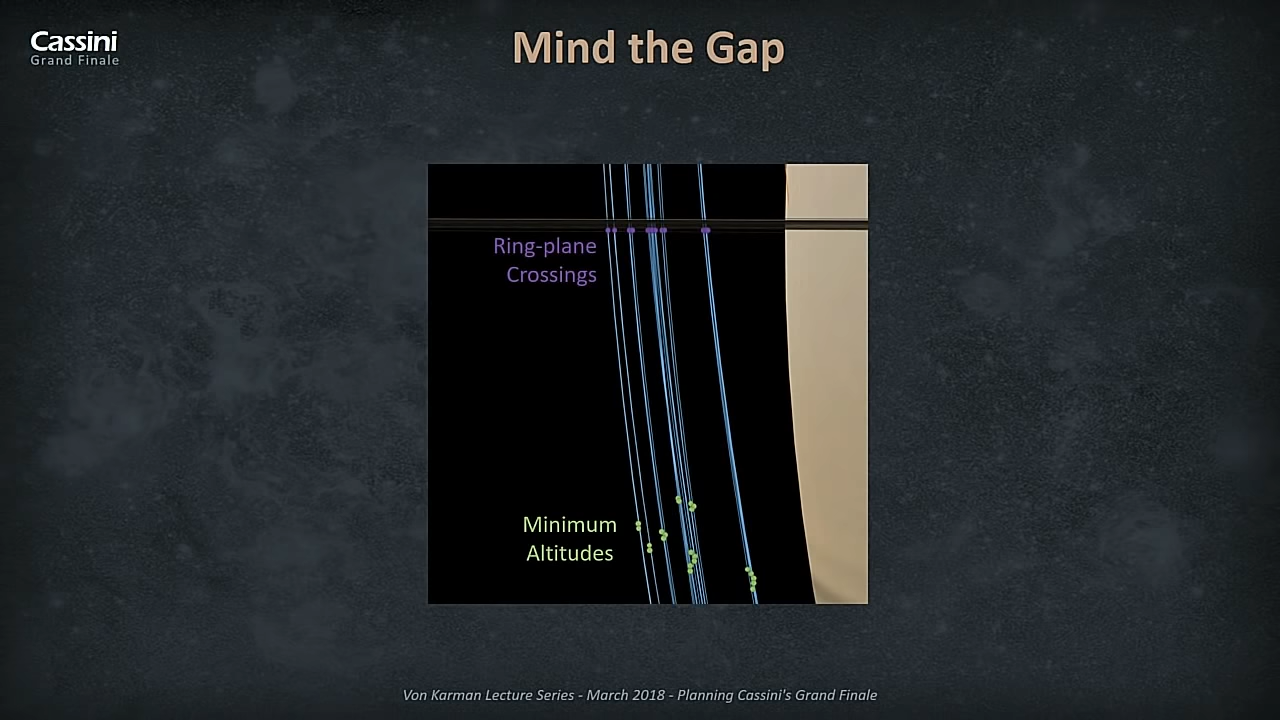 Cassini
Grand Finale
Mind the Gap
Ring-plane
Crossings
Minimum
Altitudes
Von Karman Lecture Series - March 2018 - Planning Cassini's Grand Finale